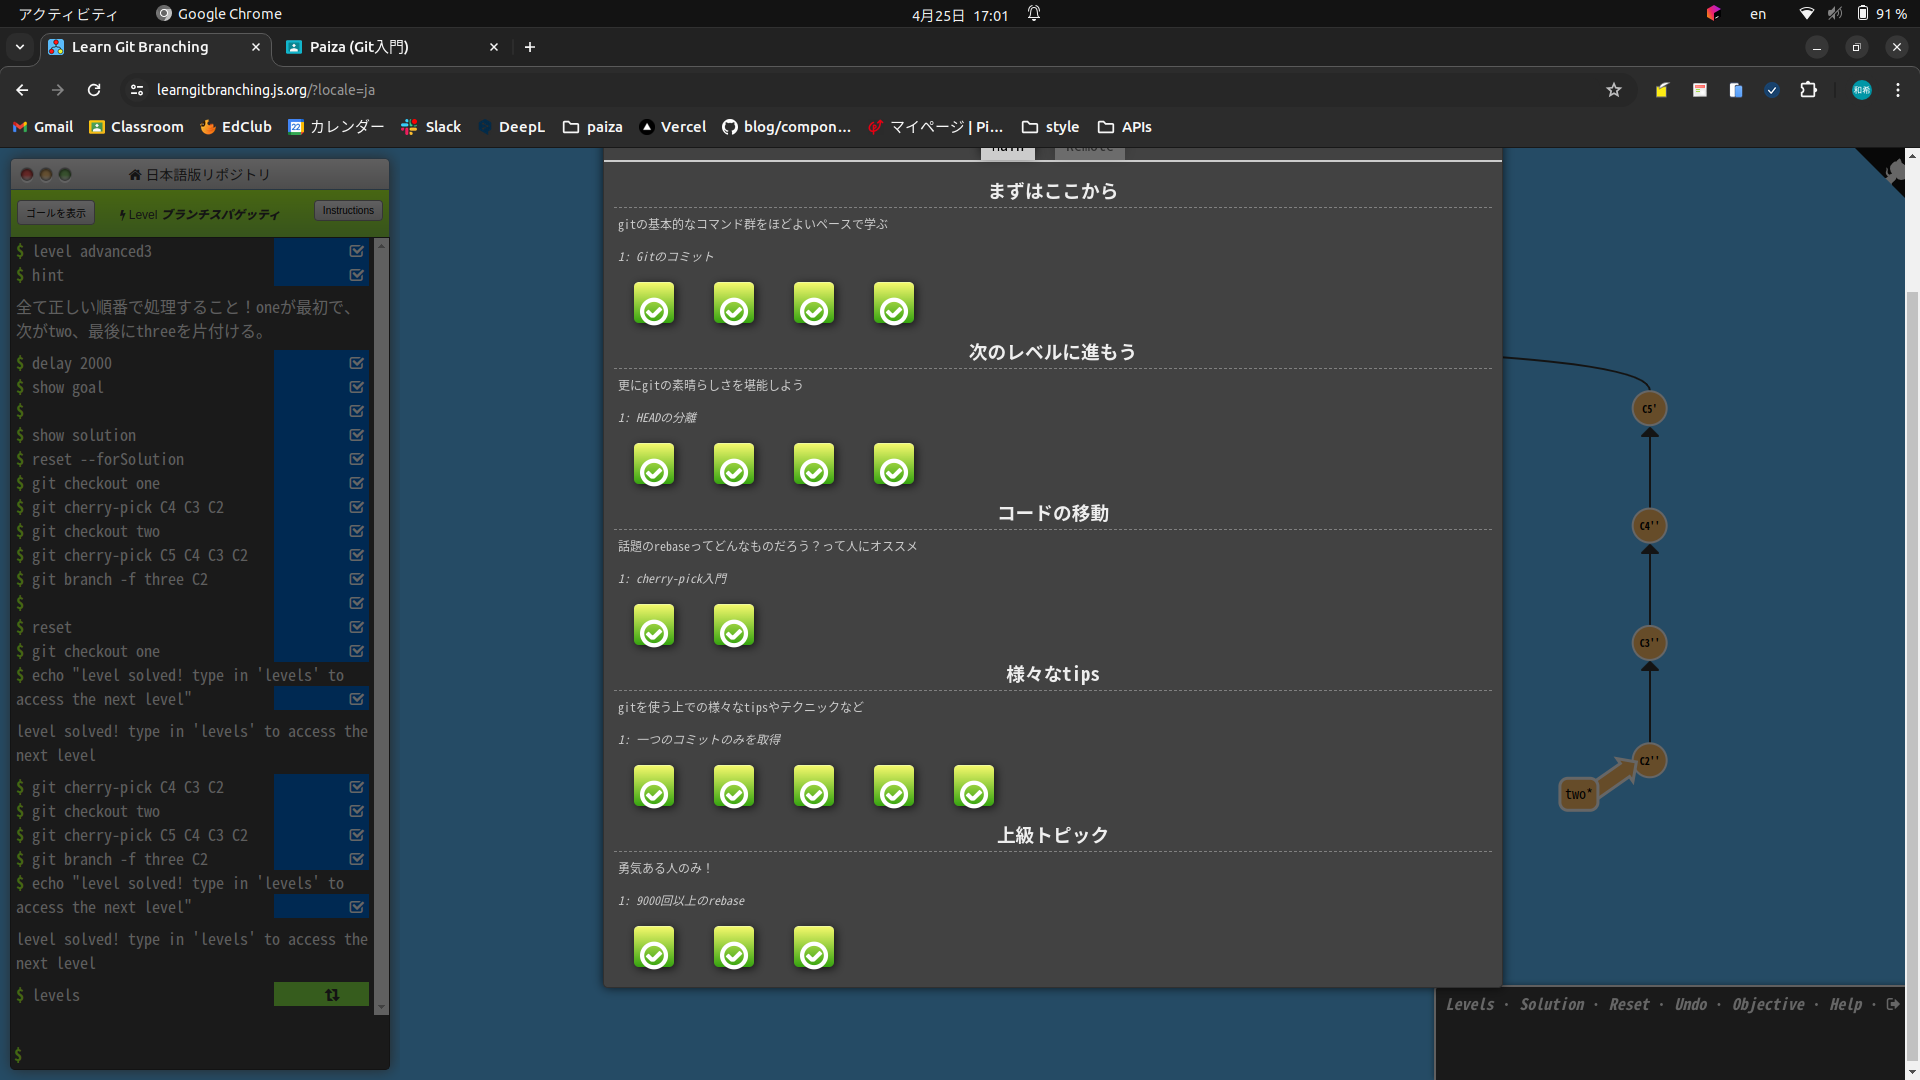 アクティビティ
Google Chrome
4月25日 17:01
en
91 %
Learn Git Branching
Paiza (Git入門)
learngitbranching.js.org/?locale=ja
和希
Gmail
Classroom
EdClub
カレンダー
Slack
DeepL
paiza
Vercel
blog/compon...
マイページ | Pi...
style
APIs
日本語版リポジトリ
ゴールを表示
Level ブランチスパゲッティ
Instructions
$ level advanced3
$ hint
全て正しい順番で処理すること！oneが最初で、
次がtwo、最後にthreeを片付ける。
$ delay 2000
$ show goal
$
$ show solution
$ reset --forSolution
$ git checkout one
$ git cherry-pick C4 C3 C2
$ git checkout two
$ git cherry-pick C5 C4 C3 C2
$ git branch -f three C2
$
$ reset
$ git checkout one
$ echo "level solved! type in 'levels' to
access the next level"
level solved! type in 'levels' to access the
next level
$ git cherry-pick C4 C3 C2
$ git checkout two
$ git cherry-pick C5 C4 C3 C2
$ git branch -f three C2
$ echo "level solved! type in 'levels' to
access the next level"
level solved! type in 'levels' to access the
next level
$ levels
$
Main
Remote
まずはここから
gitの基本的なコマンド群をほどよいペースで学ぶ
1: Gitのコミット
次のレベルに進もう
更にgitの素晴らしさを堪能しよう
1: HEADの分離
コードの移動
話題のrebaseってどんなものだろう？って人にオススメ
1: cherry-pick入門
様々なtips
gitを使う上での様々なtipsやテクニックなど
1: 一つのコミットのみを取得
上級トピック
勇気ある人のみ！
1: 9000回以上のrebase
C5'
C4''
C3''
C2''
two*
Levels · Solution · Reset · Undo · Objective · Help ·